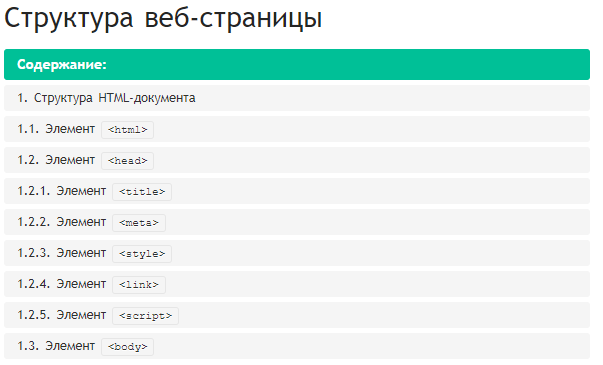 Структура веб-страницы
Содержание:
1. Структура HTML-документа
1.1. Элемент <html>
1.2. Элемент <head>
1.2.1. Элемент <title>
1.2.2. Элемент <meta>
1.2.3. Элемент <style>
1.2.4. Элемент <link>
1.2.5. Элемент <script>
1.3. Элемент <body>